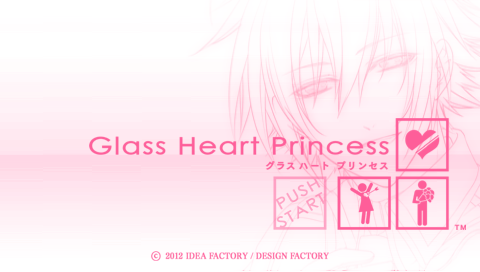 Glass Heart Princess
グラスハート プリンセス
PUSH
START
TM
© 2012 IDEA FACTORY / DESIGN FACTORY